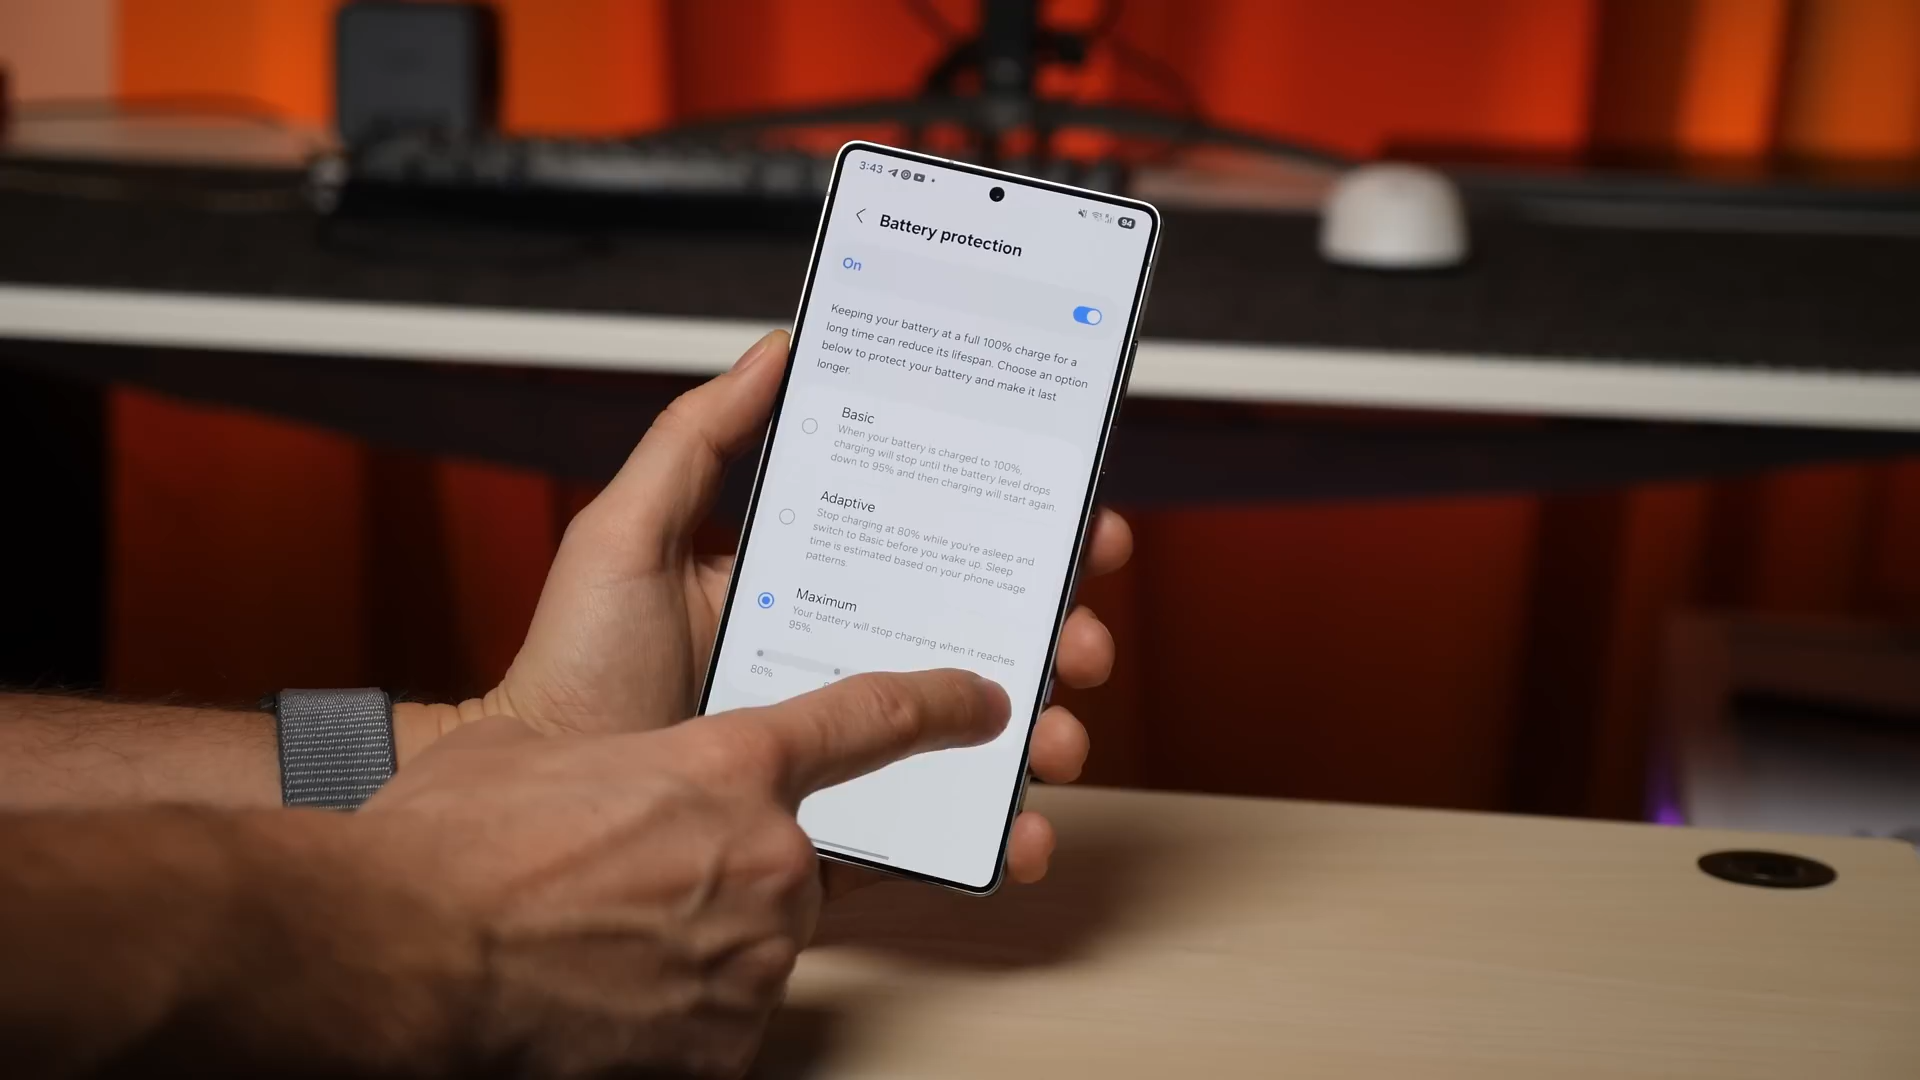 3:43
94
Battery protection
On
Keeping your battery at a full 100% charge for a
long time can reduce its lifespan. Choose an option
below to protect your battery and make it last
longer.
Basic
When your battery is charged to 100%,
charging will stop until the battery level drops
down to 95% and then charging will start again.
Adaptive
Stop charging at 80% while you're asleep and
switch to Basic before you wake up. Sleep
time is estimated based on your phone usage
patterns.
Maximum
Your battery will stop charging when it reaches
95%.
80%